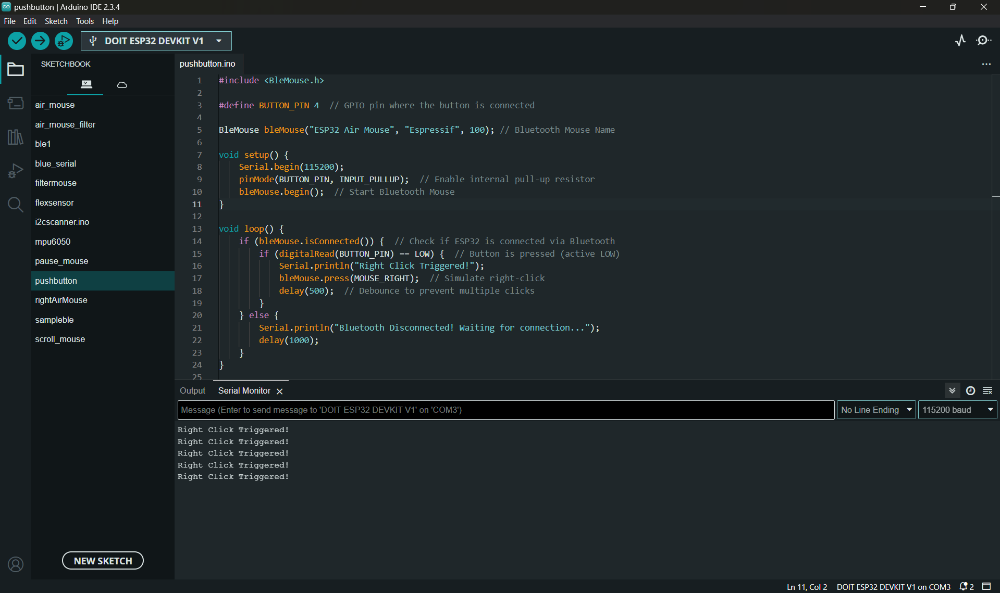 pushbutton | Arduino IDE 2.3.4
File Edit Sketch Tools Help
DOIT ESP32 DEVKIT V1
SKETCHBOOK
air_mouse
air_mouse_filter
ble1
blue_serial
filtermouse
flexsensor
i2cscanner.ino
mpu6050
pause_mouse
pushbutton
rightAirMouse
sampleble
scroll_mouse
NEW SKETCH
pushbutton.ino
1 #include <BleMouse.h>
2
3 #define BUTTON_PIN 4  // GPIO pin where the button is connected
4
5 BleMouse bleMouse("ESP32 Air Mouse", "Espressif", 100); // Bluetooth Mouse Name
6
7 void setup() {
8     Serial.begin(115200);
9     pinMode(BUTTON_PIN, INPUT_PULLUP);  // Enable internal pull-up resistor
10     bleMouse.begin();  // Start Bluetooth Mouse
11 }
12
13 void loop() {
14     if (bleMouse.isConnected()) {  // Check if ESP32 is connected via Bluetooth
15         if (digitalRead(BUTTON_PIN) == LOW) {  // Button is pressed (active LOW)
16             Serial.println("Right Click Triggered!");
17             bleMouse.press(MOUSE_RIGHT);  // Simulate right-click
18             delay(500);  // Debounce to prevent multiple clicks
19         }
20     } else {
21         Serial.println("Bluetooth Disconnected! Waiting for connection...");
22         delay(1000);
23     }
24 }
25
Output Serial Monitor
Message (Enter to send message to 'DOIT ESP32 DEVKIT V1' on 'COM3') No Line Ending 115200 baud
Right Click Triggered!
Right Click Triggered!
Right Click Triggered!
Right Click Triggered!
Right Click Triggered!
Ln 11, Col 2 DOIT ESP32 DEVKIT V1 on COM3 2